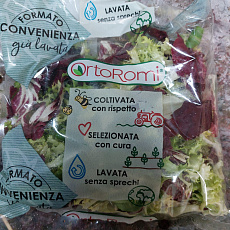 LAVATA
senza sprechi
FORMATO
CONVENIENZA
già lavata
OrtoRomi
COLTIVATA
con rispetto
SELEZIONATA
con cura
LAVATA
senza sprechi
FORMATO
CONVENIENZA
lavata